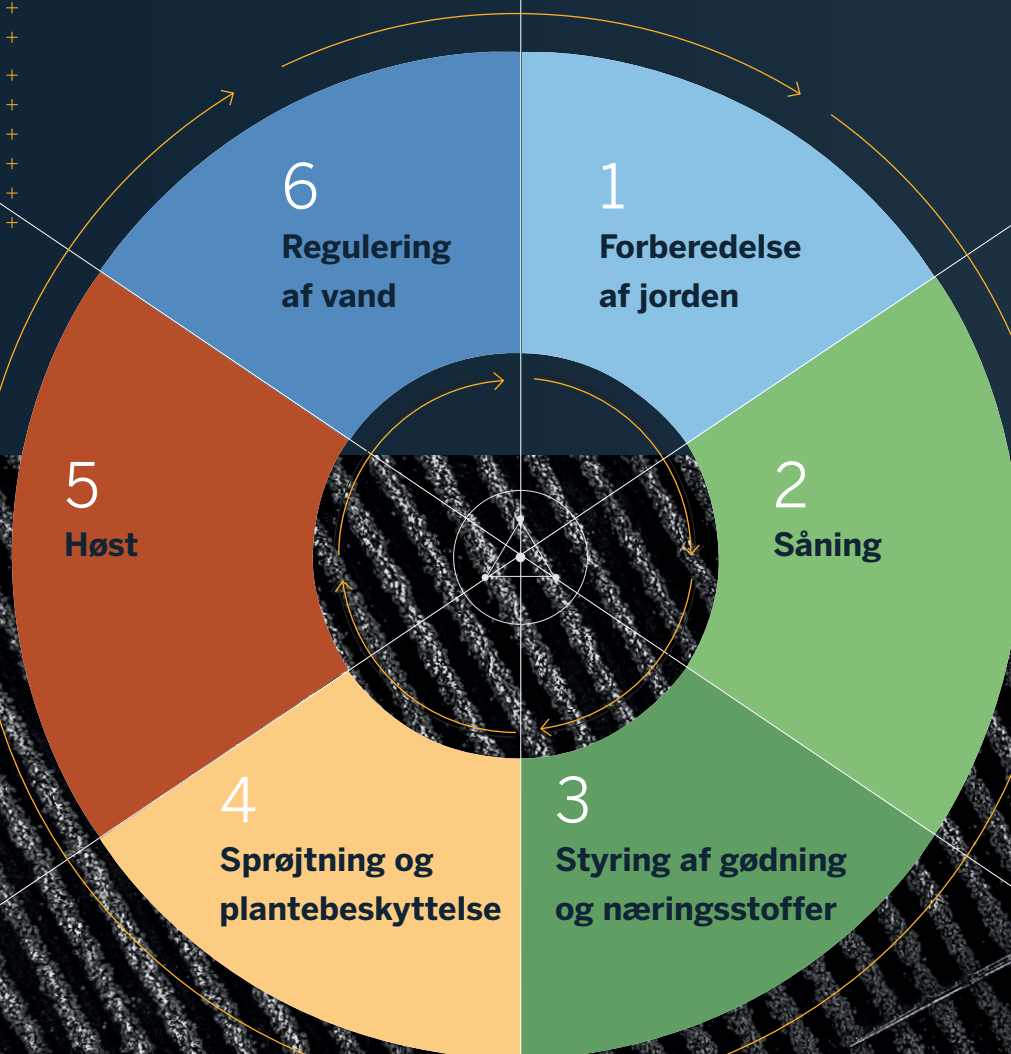 1
Forberedelse
af jorden
2
Såning
3
Styring af gødning
og næringsstoffer
4
Sprøjtning og
plantebeskyttelse
5
Høst
6
Regulering
af vand